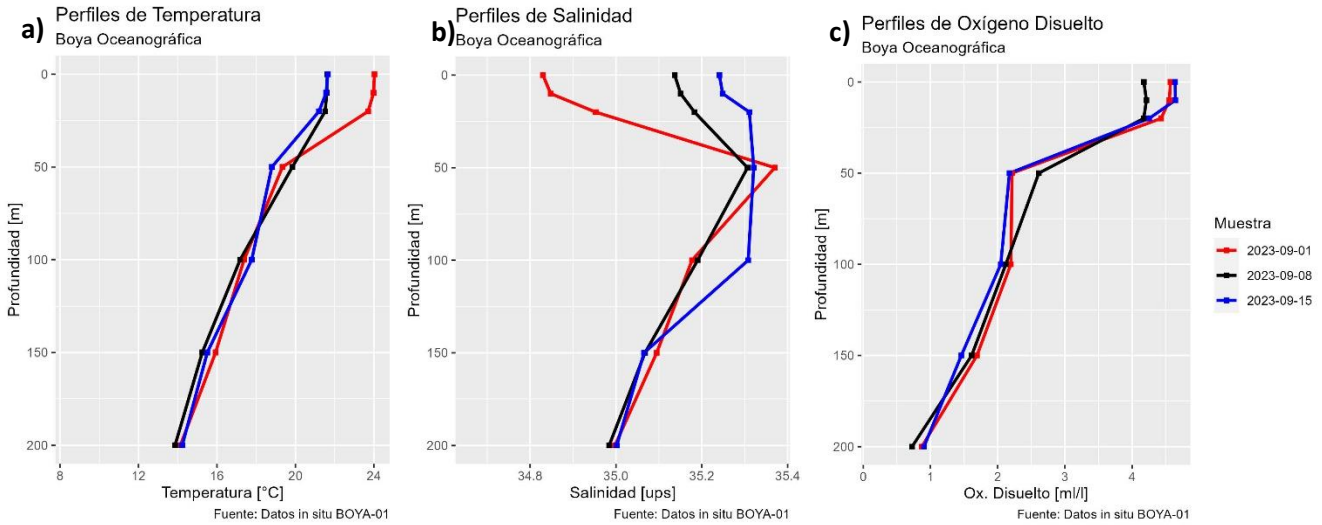 a)
Perfiles de Temperatura
Boya Oceanográfica
0
50
100
150
200
Profundidad [m]
8
12
16
20
24
Temperatura [°C]
Fuente: Datos in situ BOYA-01
b)
Perfiles de Salinidad
Boya Oceanográfica
0
50
100
150
200
Profundidad [m]
34.8
35.0
35.2
35.4
Salinidad [ups]
Fuente: Datos in situ BOYA-01
c)
Perfiles de Oxígeno Disuelto
Boya Oceanográfica
0
50
100
150
200
Profundidad [m]
0
1
2
3
4
Ox. Disuelto [ml/l]
Fuente: Datos in situ BOYA-01
Muestra
2023-09-01
2023-09-08
2023-09-15